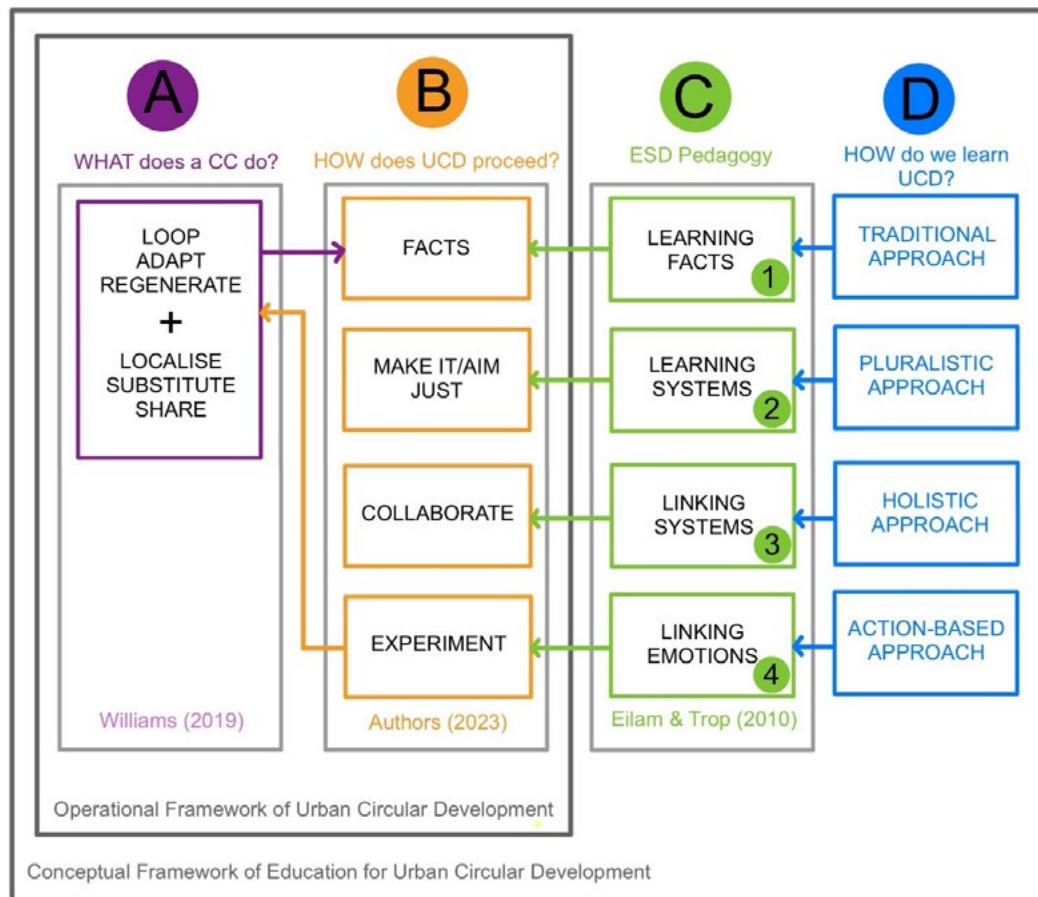 A
B
C
D
WHAT does a CC do?
HOW does UCD proceed?
ESD Pedagogy
HOW do we learn
UCD?
LOOP
ADAPT
REGENERATE
+
LOCALISE
SUBSTITUTE
SHARE
Williams (2019)
FACTS
MAKE IT/AIM
JUST
COLLABORATE
EXPERIMENT
Authors (2023)
LEARNING
FACTS
1
LEARNING
SYSTEMS
2
LINKING
SYSTEMS
3
LINKING
EMOTIONS
4
Eilam & Trop (2010)
TRADITIONAL
APPROACH
PLURALISTIC
APPROACH
HOLISTIC
APPROACH
ACTION-BASED
APPROACH
Operational Framework of Urban Circular Development
Conceptual Framework of Education for Urban Circular Development